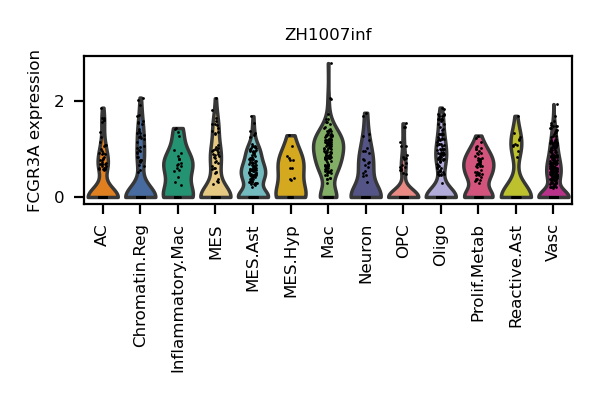 ZH1007inf
FCGR3A expression
2
0
AC
Chromatin.Reg
Inflammatory.Mac
MES
MES.Ast
MES.Hyp
Mac
Neuron
OPC
Oligo
Prolif.Metab
Reactive.Ast
Vasc